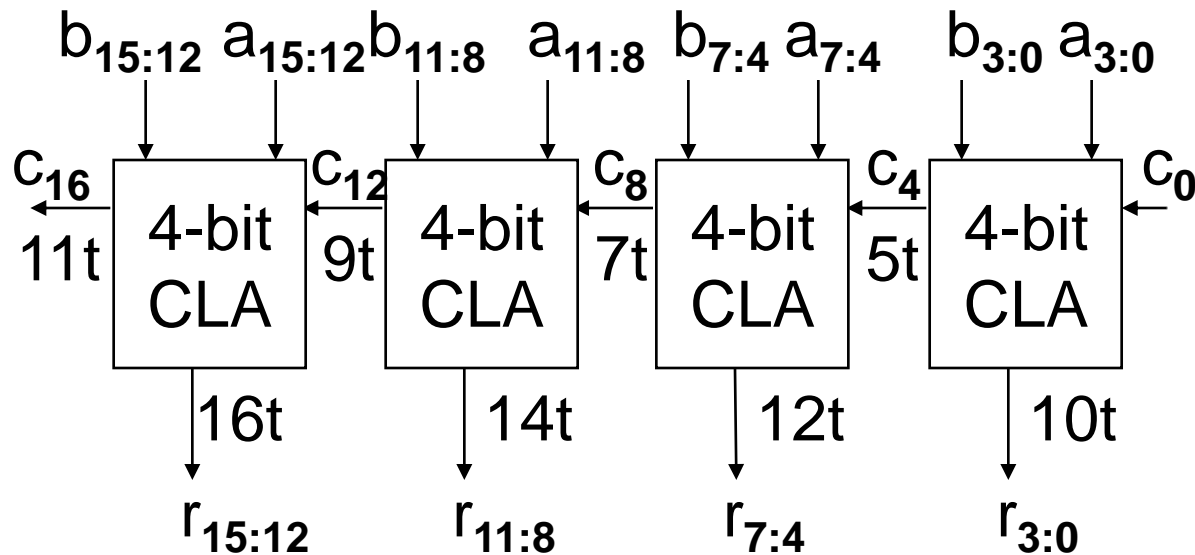 b15:12 a15:12 b11:8 a11:8 b7:4 a7:4 b3:0 a3:0
c16 c12 c8 c4 c0
4-bit 4-bit 4-bit 4-bit
11t 9t 7t 5t
CLA CLA CLA CLA
16t 14t 12t 10t
r15:12 r11:8 r7:4 r3:0